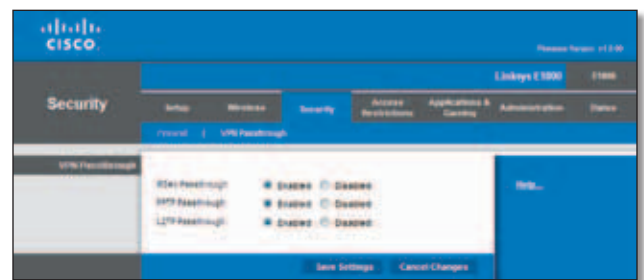 CISCO
Firmware Version: v1.0.00
Linksys E1000 E1000
Security
Setup Wireless Security Access Restrictions Applications & Gaming Administration Status
Firewall | VPN Passthrough
VPN Passthrough
IPSec Passthrough Enabled Disabled
PPTP Passthrough Enabled Disabled
L2TP Passthrough Enabled Disabled
Help...
Save Settings Cancel Changes